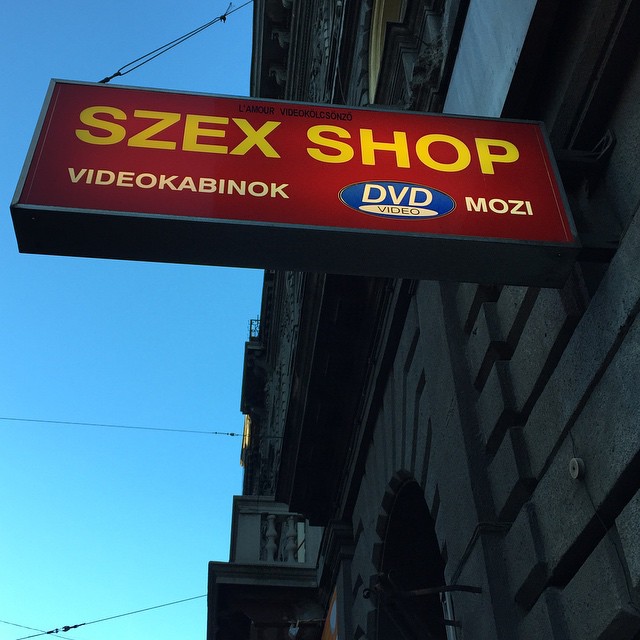 L'AMOUR VIDEOKÖLCSÖNZŐ
SZEX SHOP
VIDEOKABINOK
DVD
VIDEO
MOZI